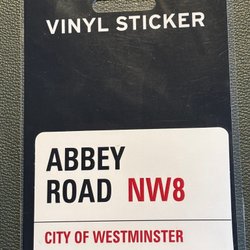 VINYL STICKER
ABBEY
ROAD NW8
CITY OF WESTMINSTER